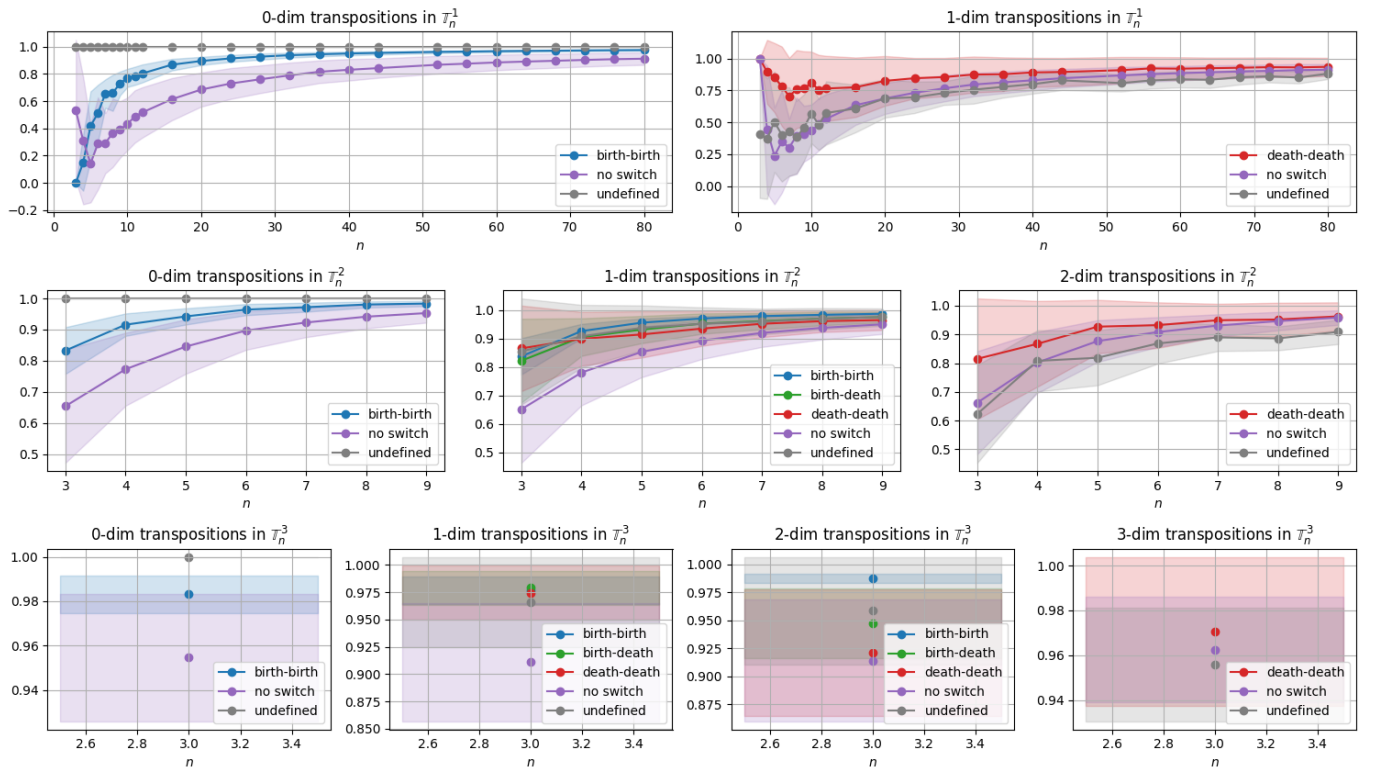 0-dim transpositions in 𝕋ₙ¹
1.0
0.8
0.6
0.4
0.2
0.0
−0.2
0 10 20 30 40 50 60 70 80
n
birth-birth
no switch
undefined
1-dim transpositions in 𝕋ₙ¹
1.00
0.75
0.50
0.25
0.00
0 10 20 30 40 50 60 70 80
n
death-death
no switch
undefined
0-dim transpositions in 𝕋ₙ²
1.0
0.9
0.8
0.7
0.6
0.5
3 4 5 6 7 8 9
n
birth-birth
no switch
undefined
1-dim transpositions in 𝕋ₙ²
1.0
0.9
0.8
0.7
0.6
0.5
3 4 5 6 7 8 9
n
birth-birth
birth-death
death-death
no switch
undefined
2-dim transpositions in 𝕋ₙ²
1.0
0.9
0.8
0.7
0.6
0.5
3 4 5 6 7 8 9
n
death-death
no switch
undefined
0-dim transpositions in 𝕋ₙ³
1.00
0.98
0.96
0.94
2.6 2.8 3.0 3.2 3.4
n
birth-birth
no switch
undefined
1-dim transpositions in 𝕋ₙ³
1.000
0.975
0.950
0.925
0.900
0.875
0.850
2.6 2.8 3.0 3.2 3.4
n
birth-birth
birth-death
death-death
no switch
undefined
2-dim transpositions in 𝕋ₙ³
1.000
0.975
0.950
0.925
0.900
0.875
2.6 2.8 3.0 3.2 3.4
n
birth-birth
birth-death
death-death
no switch
undefined
3-dim transpositions in 𝕋ₙ³
1.00
0.98
0.96
0.94
2.6 2.8 3.0 3.2 3.4
n
death-death
no switch
undefined